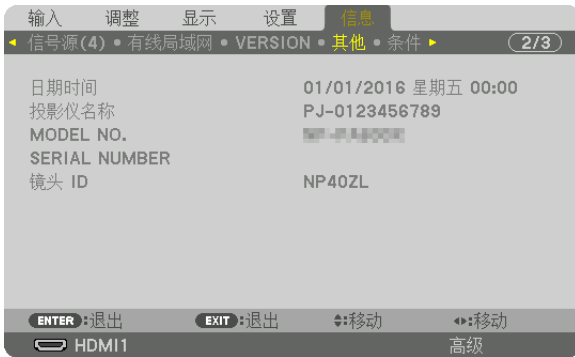 输入 调整 显示 设置 信息
信号源(4) • 有线局域网 • VERSION • 其他 • 条件 2/3
日期时间 01/01/2016 星期五 00:00
投影仪名称 PJ-0123456789
MODEL NO.
SERIAL NUMBER
镜头 ID NP40ZL
ENTER :退出 EXIT :退出 :移动 :移动
HDMI1 高级